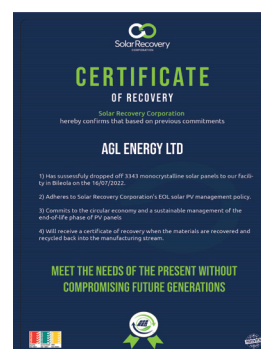 SolarRecovery
CORPORATION
CERTIFICATE
OF RECOVERY
Solar Recovery Corporation
hereby confirms that based on previous commitments
AGL ENERGY LTD
1) Has sussessfuly dropped off 3343 monocrystalline solar panels to our facili-
ty in Bileola on the 16/07/2022.
2) Adheres to Solar Recovery Corporation's EOL solar PV management policy.
3) Commits to the circular economy and a sustainable management of the
end-of-life phase of PV panels
4) Will receive a certificate of recovery when the materials are recovered and
recycled back into the manufacturing stream.
MEET THE NEEDS OF THE PRESENT WITHOUT
COMPROMISING FUTURE GENERATIONS